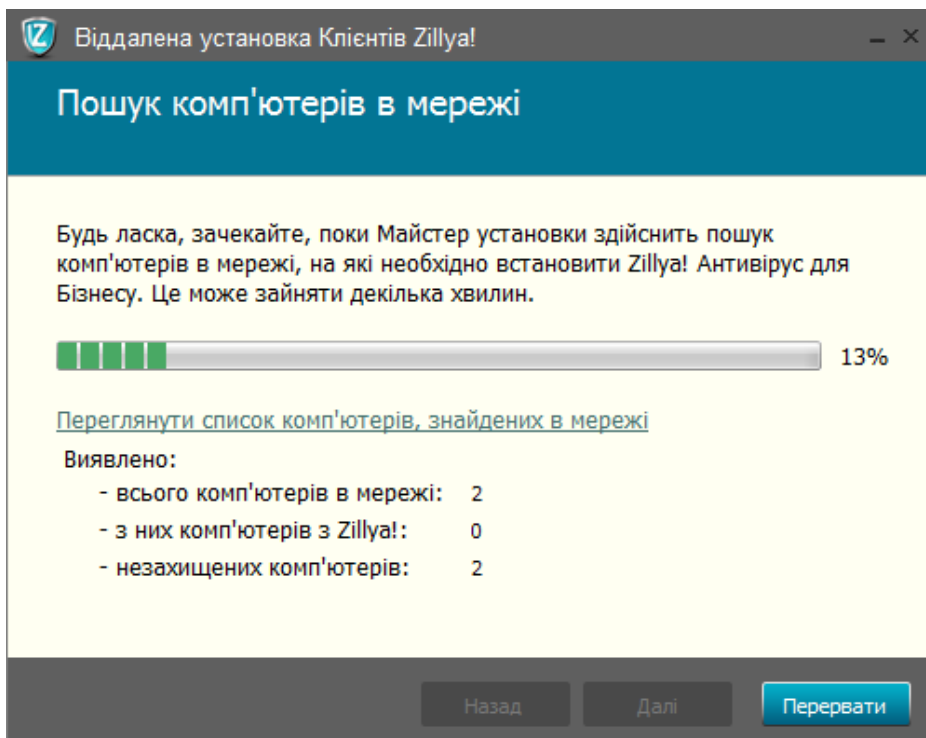 Віддалена установка Клієнтів Zillya!
Пошук комп'ютерів в мережі
Будь ласка, зачекайте, поки Майстер установки здійснить пошук
комп'ютерів в мережі, на які необхідно встановити Zillya! Антивірус для
Бізнесу. Це може зайняти декілька хвилин.
13%
Переглянути список комп'ютерів, знайдених в мережі
Виявлено:
- всього комп'ютерів в мережі: 2
- з них комп'ютерів з Zillya!: 0
- незахищених комп'ютерів: 2
Назад Далі Перервати